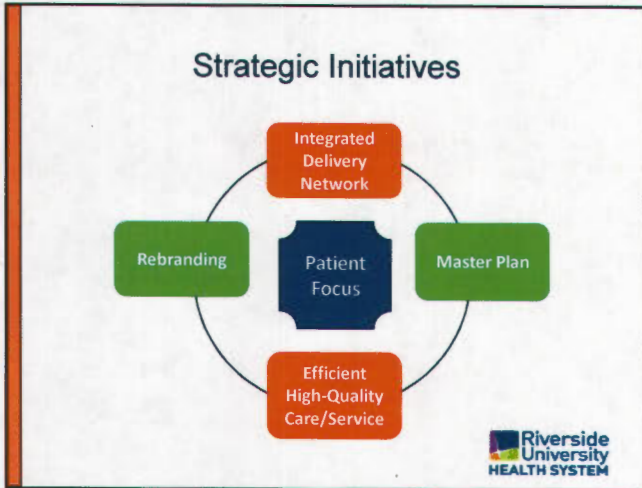 Strategic Initiatives
Integrated
Delivery
Network
Rebranding
Patient
Focus
Master Plan
Efficient
High-Quality
Care/Service
Riverside
University
HEALTH SYSTEM